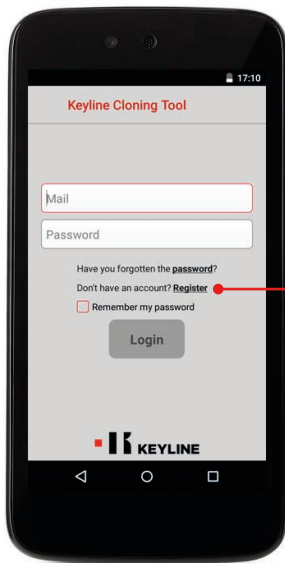 17:10
Keyline Cloning Tool
Mail
Password
Have you forgotten the password?
Don't have an account? Register
Remember my password
Login
KEYLINE